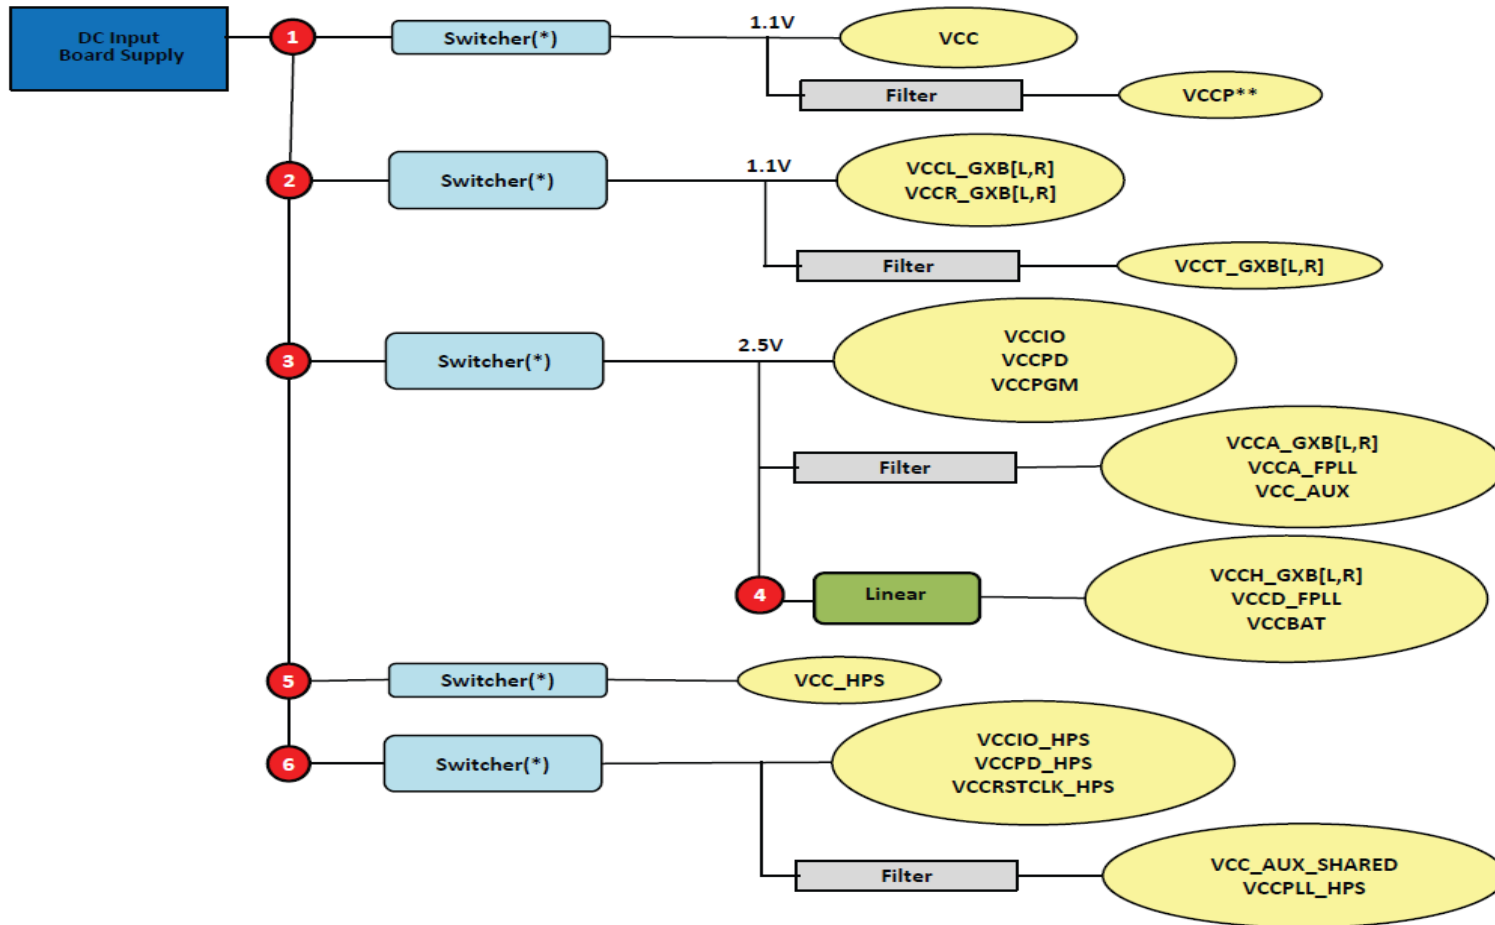 DC Input
Board Supply
1
Switcher(*)
1.1V
VCC
Filter
VCCP**
2
Switcher(*)
1.1V
VCCL_GXB[L,R]
VCCR_GXB[L,R]
Filter
VCCT_GXB[L,R]
3
Switcher(*)
2.5V
VCCIO
VCCPD
VCCPGM
Filter
VCCA_GXB[L,R]
VCCA_FPLL
VCC_AUX
4
Linear
VCCH_GXB[L,R]
VCCD_FPLL
VCCBAT
5
Switcher(*)
VCC_HPS
6
Switcher(*)
VCCIO_HPS
VCCPD_HPS
VCCRSTCLK_HPS
Filter
VCC_AUX_SHARED
VCCPLL_HPS